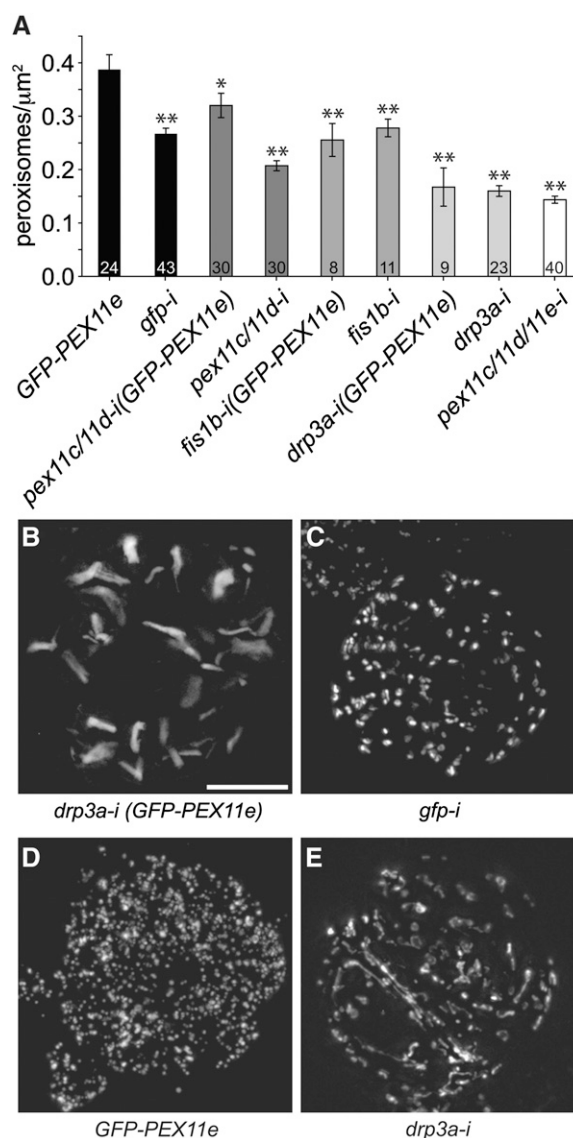 A
peroxisomes/µm²
0.4
0.3
0.2
0.1
0.0
**
*
**
**
**
**
**
**
24
43
30
30
8
11
9
23
40
GFP-PEX11e
gfp-i
pex11c/11d-i(GFP-PEX11e)
pex11c/11d-i
fis1b-i(GFP-PEX11e)
fis1b-i
drp3a-i(GFP-PEX11e)
drp3a-i
pex11c/11d/11e-i
B
C
drp3a-i (GFP-PEX11e)
gfp-i
D
E
GFP-PEX11e
drp3a-i